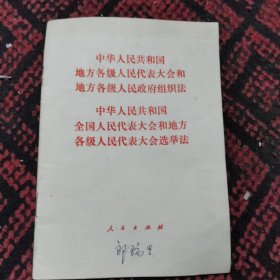 中华人民共和国
地方各级人民代表大会和
地方各级人民政府组织法
中华人民共和国
全国人民代表大会和地方
各级人民代表大会选举法
人民出版社